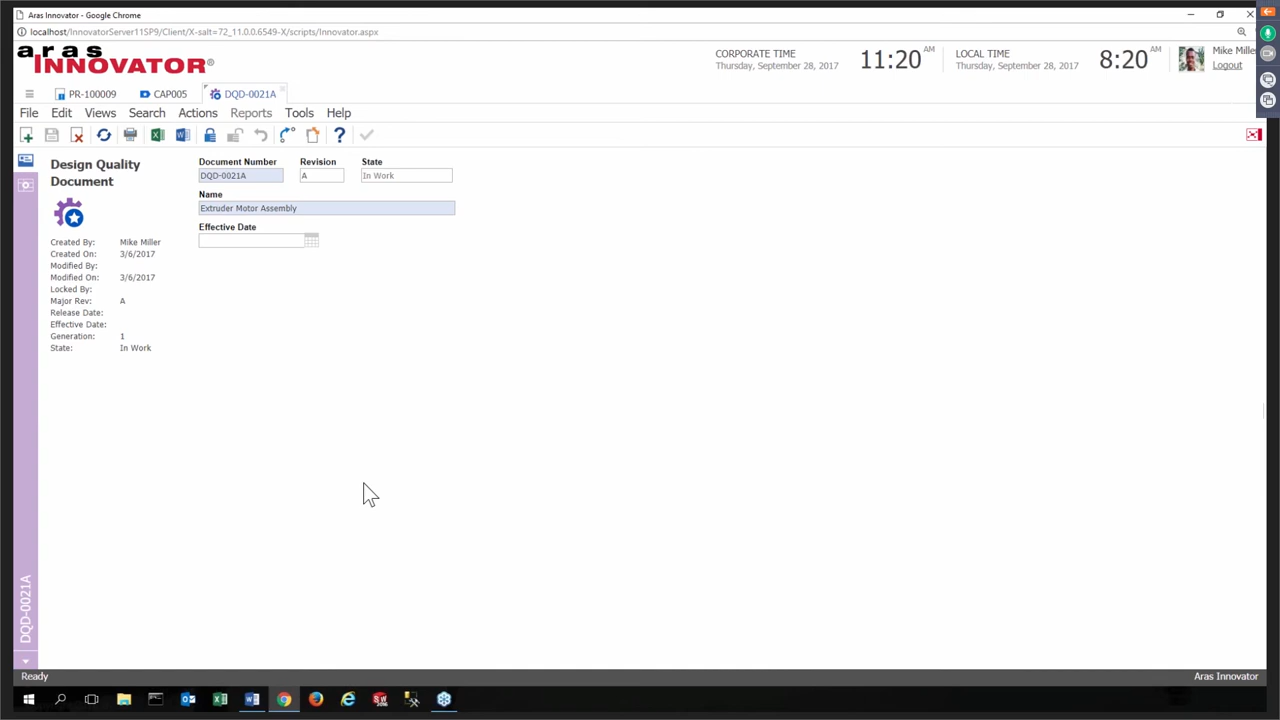 Aras Innovator - Google Chrome
localhost/InnovatorServer11SP9/Client/X-salt=72_11.0.0.6549-X/scripts/Innovator.aspx
aras
INNOVATOR®
CORPORATE TIME
Thursday, September 28, 2017
11:20 AM
LOCAL TIME
Thursday, September 28, 2017
8:20 AM
Mike Miller
Logout
PR-100009 CAP005 DQD-0021A
File Edit Views Search Actions Reports Tools Help
Design Quality
Document
Document Number Revision State
DQD-0021A A In Work
Name
Extruder Motor Assembly
Effective Date
Created By: Mike Miller
Created On: 3/6/2017
Modified By:
Modified On: 3/6/2017
Locked By:
Major Rev: A
Release Date:
Effective Date:
Generation: 1
State: In Work
DQD-0021A
Ready
Aras Innovator